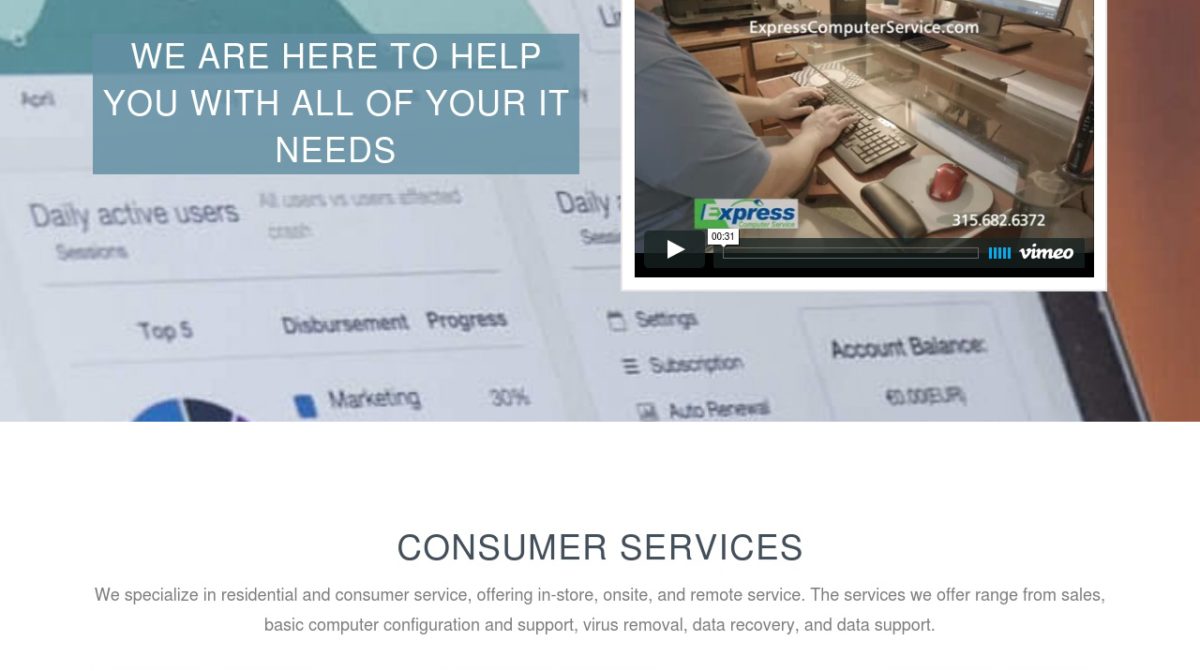 WE ARE HERE TO HELP
YOU WITH ALL OF YOUR IT
NEEDS
ExpressComputerService.com
Express
Computer Service
315.682.6372
00:31
vimeo
April
Daily active users
All users vs users affected
crash
Sessions
Daily
Top 5
Disbursement
Progress
Marketing
30%
Settings
Subscription
Auto Renewal
Account Balance:
€0.00(EUR)
CONSUMER SERVICES
We specialize in residential and consumer service, offering in-store, onsite, and remote service. The services we offer range from sales,
basic computer configuration and support, virus removal, data recovery, and data support.